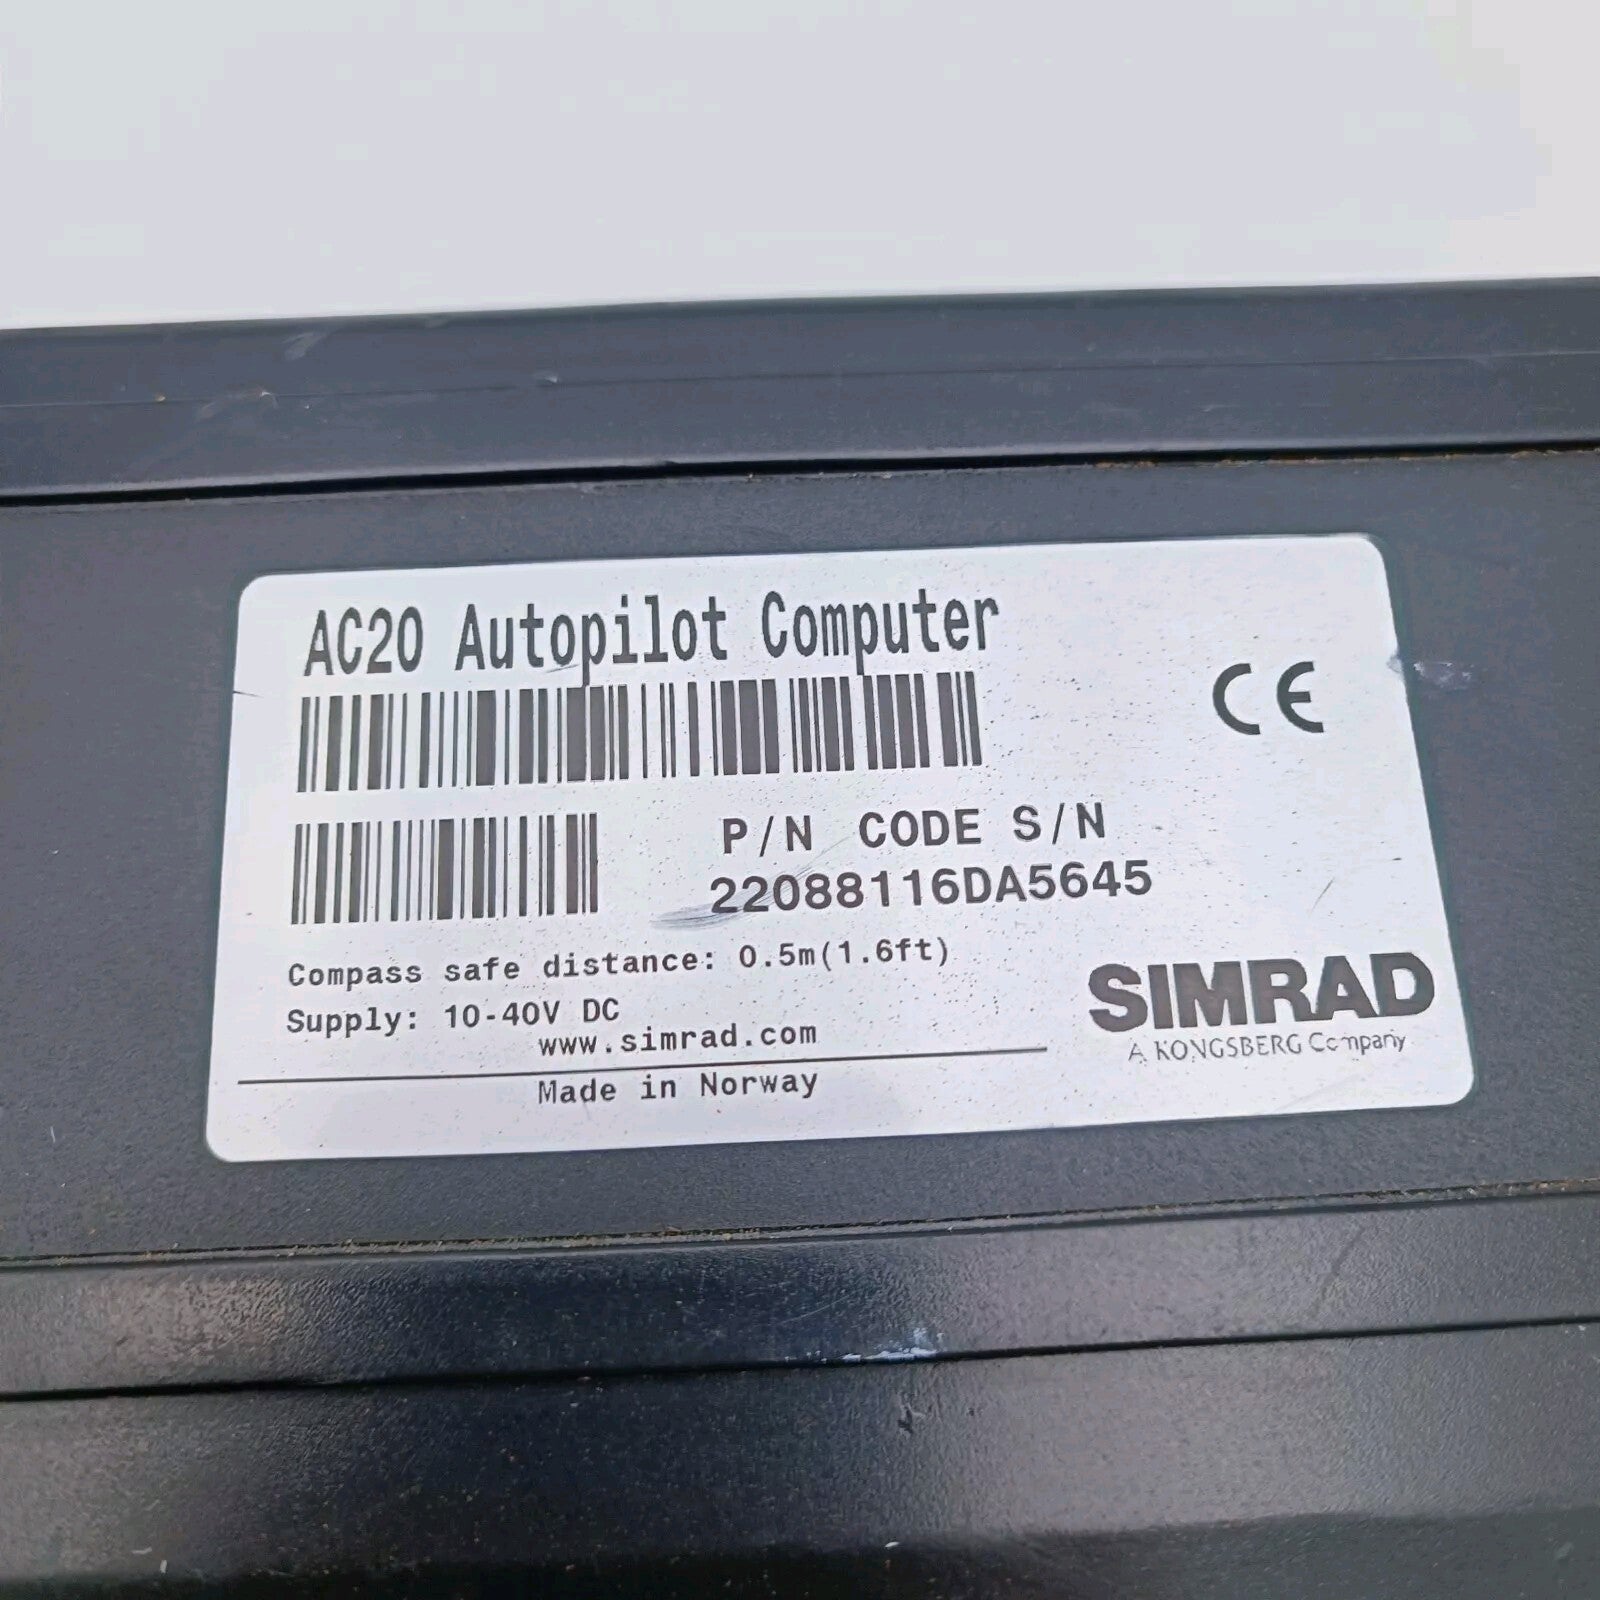 AC20 Autopilot Computer
CE
P/N CODE S/N
22088116DA5645
Compass safe distance: 0.5m(1.6ft)
Supply: 10-40V DC
www.simrad.com
Made in Norway
SIMRAD
A KONGSBERG Company